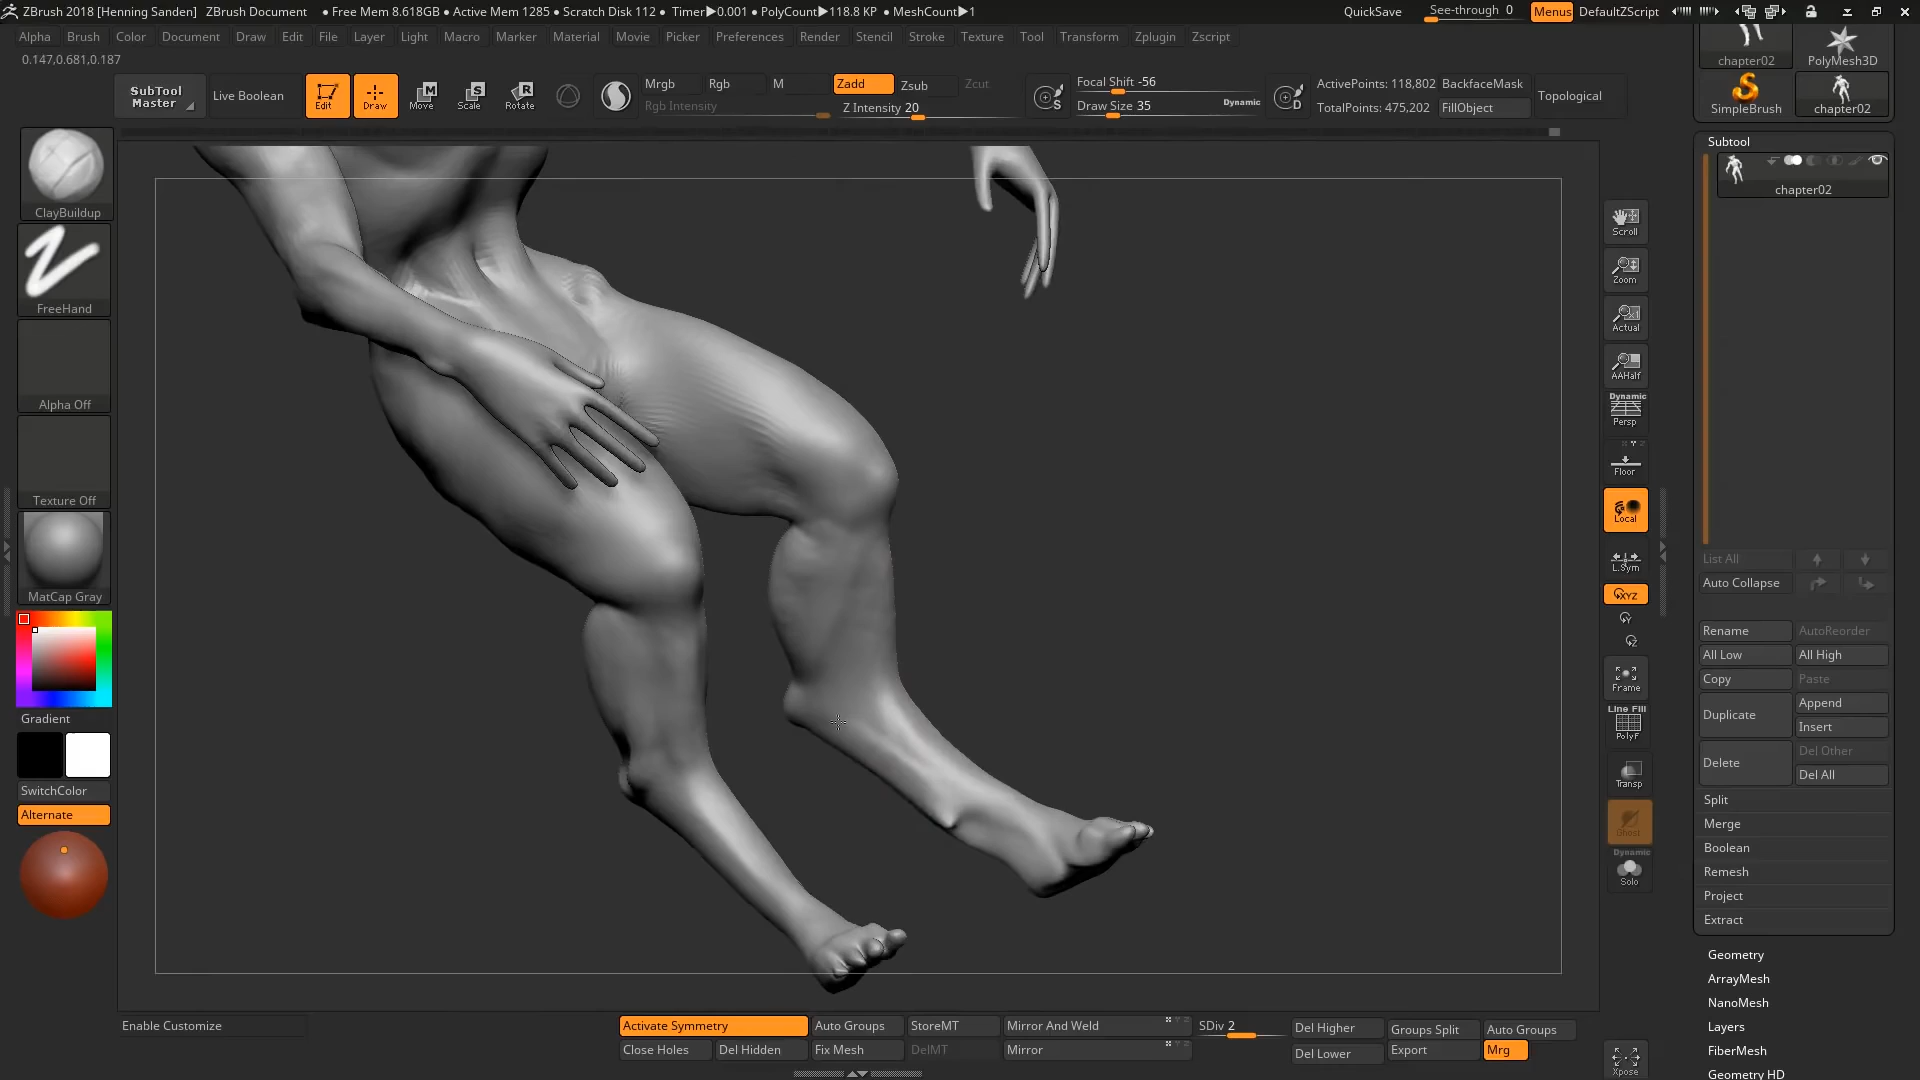 ZBrush 2018 [Henning Sanden] ZBrush Document • Free Mem 8.618GB • Active Mem 1285 • Scratch Disk 112 • Timer▶0.001 • PolyCount▶118.8 KP • MeshCount▶1 QuickSave See-through 0 Menus DefaultZScript
Alpha Brush Color Document Draw Edit File Layer Light Macro Marker Material Movie Picker Preferences Render Stencil Stroke Texture Tool Transform Zplugin Zscript
0.147,0.681,0.187
SubTool Master
Live Boolean
Edit
Draw
Move
Scale
Rotate
Mrgb Rgb M Zadd Zsub Zcut
Rgb Intensity
Z Intensity 20
Focal Shift -56
Draw Size 35
Dynamic
S
D
ActivePoints: 118,802 BackfaceMask
TotalPoints: 475,202 FillObject
Topological
chapter02
PolyMesh3D
SimpleBrush
chapter02
Subtool
chapter02
ClayBuildup
FreeHand
Alpha Off
Texture Off
MatCap Gray
Gradient
SwitchColor
Alternate
Scroll
Zoom
Actual
AAHalf
Dynamic
Persp
Floor
Local
L.Sym
XYZ
Frame
Line Fill
PolyF
Transp
Ghost
Dynamic
Solo
Xpose
List All
Auto Collapse
Rename AutoReorder
All Low All High
Copy Paste
Duplicate Append
Insert
Delete Del Other
Del All
Split
Merge
Boolean
Remesh
Project
Extract
Geometry
ArrayMesh
NanoMesh
Layers
FiberMesh
Geometry HD
Enable Customize
Activate Symmetry Auto Groups StoreMT Mirror And Weld SDiv 2 Del Higher Groups Split Auto Groups
Close Holes Del Hidden Fix Mesh DelMT Mirror Del Lower Export Mrg